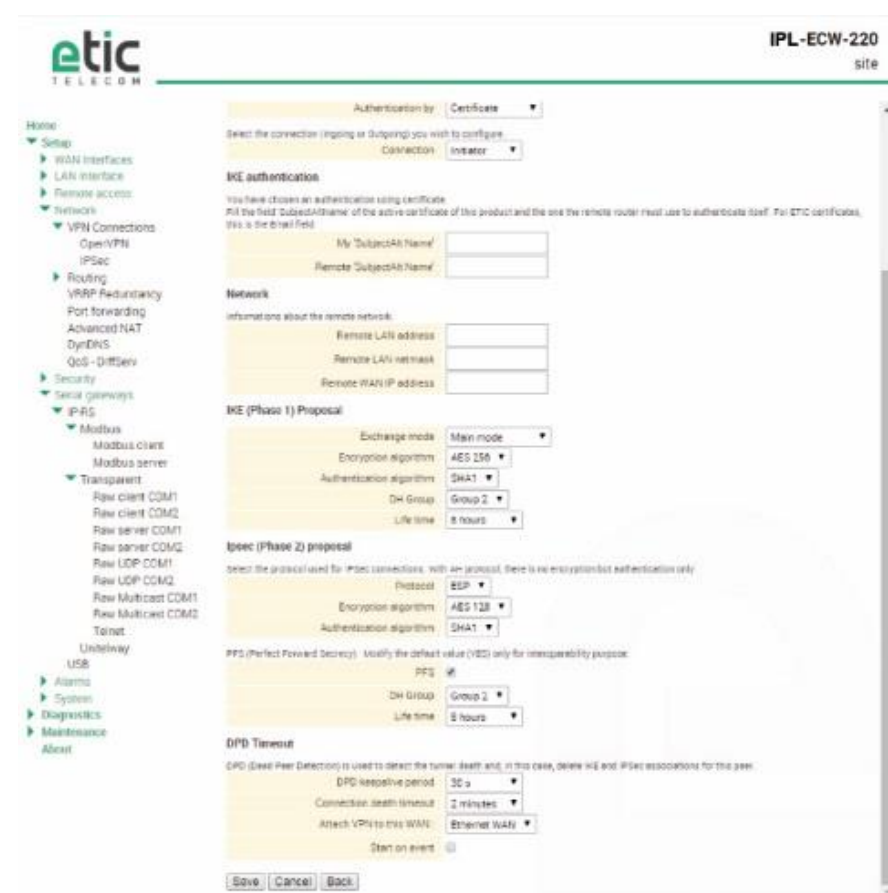 etic
TELECOM
IPL-ECW-220
site
Home
Setup
WAN Interfaces
LAN Interface
Remote access
Network
VPN Connections
OpenVPN
IPSec
Routing
VRRP Redundancy
Port forwarding
Advanced NAT
DynDNS
QoS - DiffServ
Security
Serial gateways
IP-RS
Modbus
Modbus client
Modbus server
Transparent
Raw client COM1
Raw client COM2
Raw server COM1
Raw server COM2
Raw UDP COM1
Raw UDP COM2
Raw Multicast COM1
Raw Multicast COM2
Telnet
Unitelway
USB
Alarms
System
Diagnostics
Maintenance
About
Authentication by Certificate
Select the connection (Ingoing or Outgoing) you wish to configure.
Connection Initiator
IKE authentication
You have chosen an authentication using certificate
Fill the field 'SubjectAltName' of the active certificate of this product and the one the remote router must use to authenticate itself. For ETIC certificates,
this is the Email field.
My 'SubjectAlt Name'
Remote 'SubjectAlt Name'
Network
Informations about the remote network.
Remote LAN address
Remote LAN netmask
Remote WAN IP address
IKE (Phase 1) Proposal
Exchange mode Main mode
Encryption algorithm AES 256
Authentication algorithm SHA1
DH Group Group 2
Life time hours
Ipsec (Phase 2) proposal
Select the protocol used for IPSec connections. With AH protocol, there is no encryption but authentication only
Protocol ESP
Encryption algorithm AES 128
Authentication algorithm SHA1
PFS (Perfect Forward Secrecy). Modify the default value (YES) only for interoperability purpose.
PFS
DH Group Group 2
Life time hours
DPD Timeout
DPD (Dead Peer Detection) is used to detect the tunnel death and, in this case, delete IKE and IPSec associations for this peer.
DPD keepalive period 30 s
Connection death timeout 2 minutes
Attach VPN to this WAN: Ethernet WAN
Start on event
Save Cancel Back